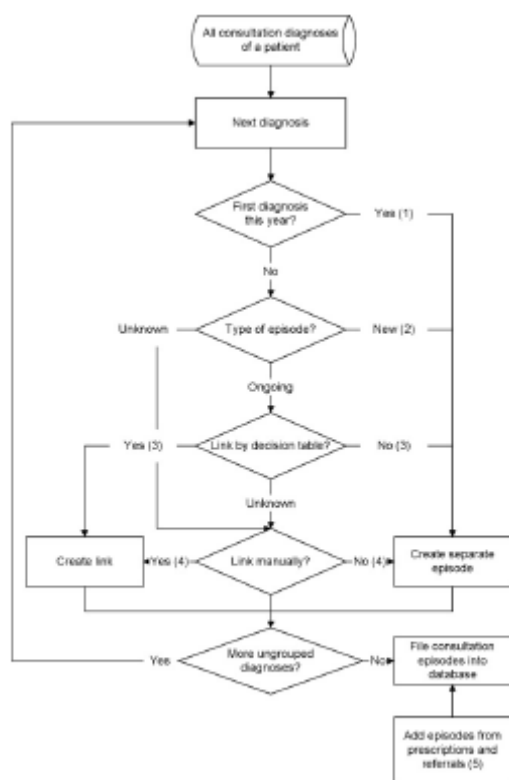 All consultation diagnoses
of a patient
Next diagnosis
First diagnosis
this year?
Yes (1)
No
Unknown
Type of episode?
New (2)
Ongoing
Yes (3)
Link by decision table?
No (3)
Unknown
Create link
Yes (4)
Link manually?
No (4)
Create separate
episode
Yes
More ungrouped
diagnoses?
No
File consultation
episodes into
database
Add episodes from
prescriptions and
referrals (5)